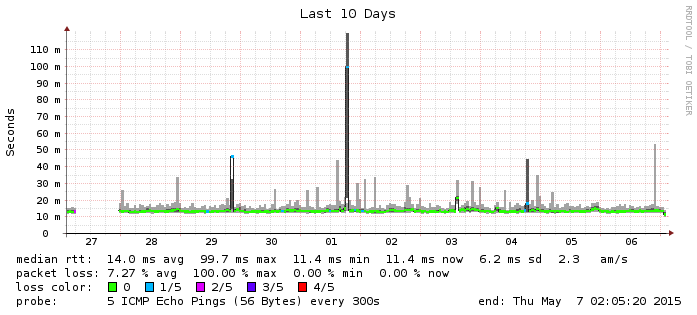 Last 10 Days
RRDTOOL / TOBI OETIKER
Seconds
110 m
100 m
90 m
80 m
70 m
60 m
50 m
40 m
30 m
20 m
10 m
0
27 28 29 30 01 02 03 04 05 06
median rtt: 14.0 ms avg 99.7 ms max 11.4 ms min 11.4 ms now 6.2 ms sd 2.3 am/s
packet loss: 7.27 % avg 100.00 % max 0.00 % min 0.00 % now
loss color: 0 1/5 2/5 3/5 4/5
probe: 5 ICMP Echo Pings (56 Bytes) every 300s end: Thu May 7 02:05:20 2015